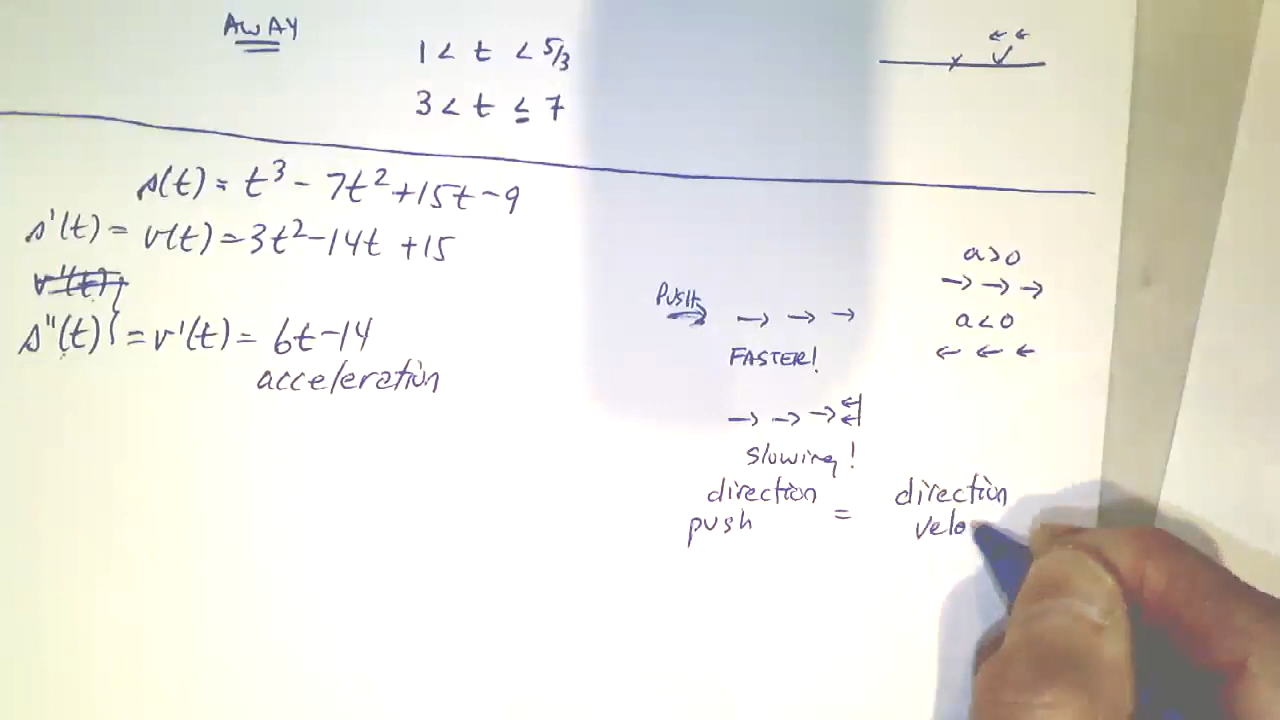 AWAY
1 < t < 5/3
3 < t ≤ 7
s(t) = t³ - 7t² + 15t - 9
s'(t) = v(t) = 3t² - 14t + 15
s''(t) = v'(t) = 6t - 14
acceleration
PUSH
→ → →
FASTER!
a>0
→ → →
a<0
← ← ←
→ → →
slowing!
direction push = direction velo